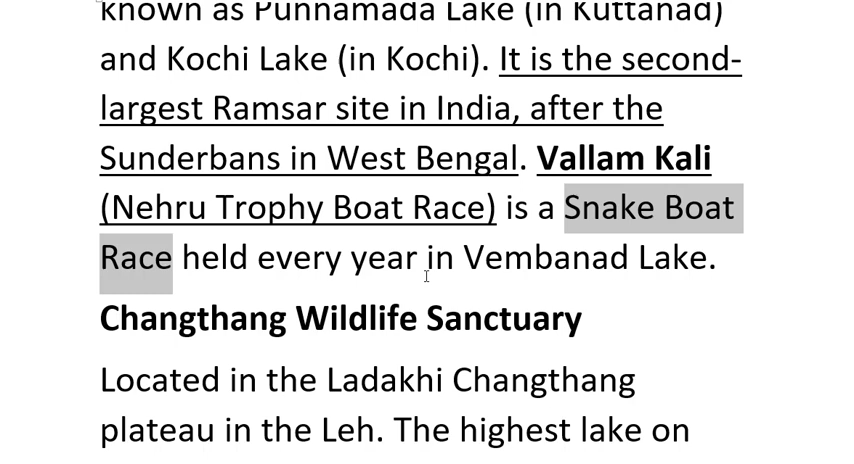 known as Punnamada Lake (in Kuttanad)
and Kochi Lake (in Kochi). It is the second-
largest Ramsar site in India, after the
Sunderbans in West Bengal. Vallam Kali
(Nehru Trophy Boat Race) is a Snake Boat
Race held every year in Vembanad Lake.
Changthang Wildlife Sanctuary
Located in the Ladakhi Changthang
plateau in the Leh. The highest lake on